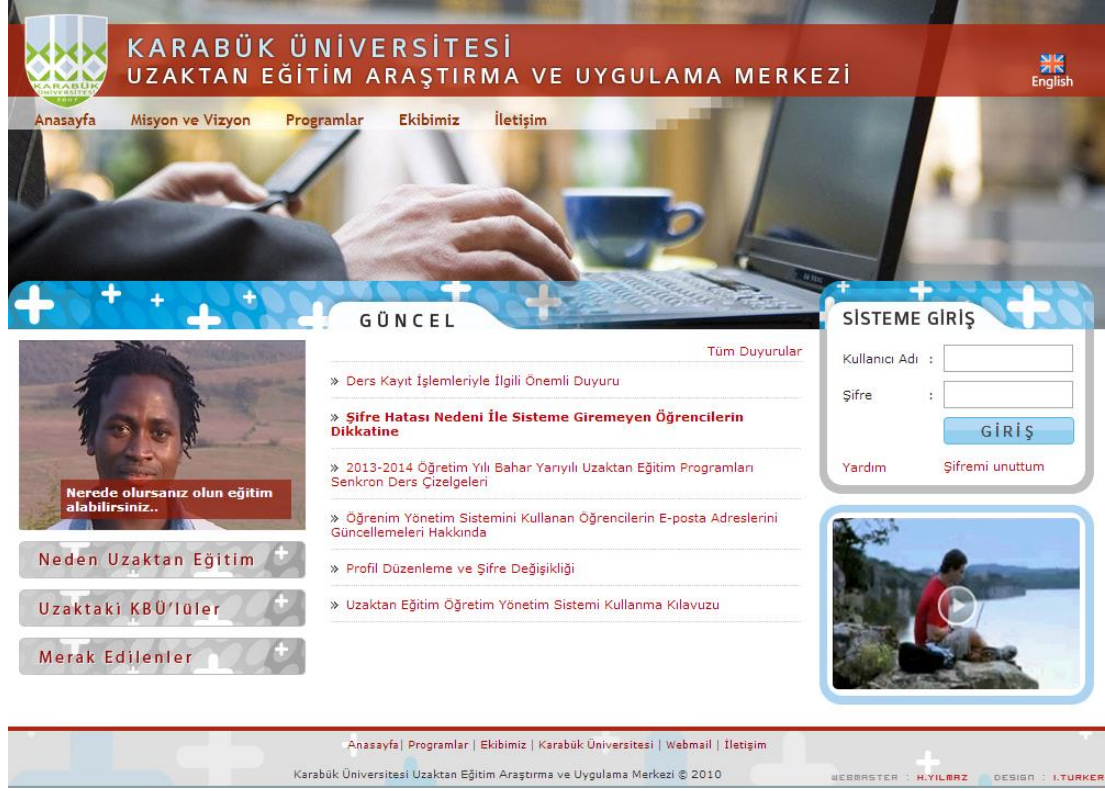 KARABÜK ÜNİVERSİTESİ
UZAKTAN EĞİTİM ARAŞTIRMA VE UYGULAMA MERKEZİ
KARABÜK
ÜNİVERSİTESİ
2007
English
Anasayfa Misyon ve Vizyon Programlar Ekibimiz İletişim
GÜNCEL
Tüm Duyurular
» Ders Kayıt İşlemleriyle İlgili Önemli Duyuru
» Şifre Hatası Nedeni İle Sisteme Giremeyen Öğrencilerin
Dikkatine
» 2013-2014 Öğretim Yılı Bahar Yarıyılı Uzaktan Eğitim Programları
Senkron Ders Çizelgeleri
» Öğrenim Yönetim Sistemini Kullanan Öğrencilerin E-posta Adreslerini
Güncellemeleri Hakkında
» Profil Düzenleme ve Şifre Değişikliği
» Uzaktan Eğitim Öğretim Yönetim Sistemi Kullanma Kılavuzu
Nerede olursanız olun eğitim
alabilirsiniz..
Neden Uzaktan Eğitim
Uzaktaki KBÜ'lüler
Merak Edilenler
SİSTEME GİRİŞ
Kullanıcı Adı :
Şifre :
GİRİŞ
Yardım Şifremi unuttum
Anasayfa| Programlar | Ekibimiz | Karabük Üniversitesi | Webmail | İletişim
Karabük Üniversitesi Uzaktan Eğitim Araştırma ve Uygulama Merkezi © 2010
WEBMASTER : H.YILMAZ DESIGN : I.TURKER